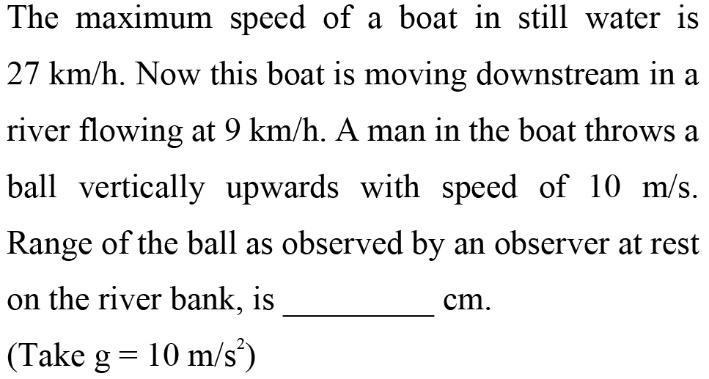 The maximum speed of a boat in still water is
27 km/h. Now this boat is moving downstream in a
river flowing at 9 km/h. A man in the boat throws a
ball vertically upwards with speed of 10 m/s.
Range of the ball as observed by an observer at rest
on the river bank, is __________ cm.
(Take g = 10 m/s²)